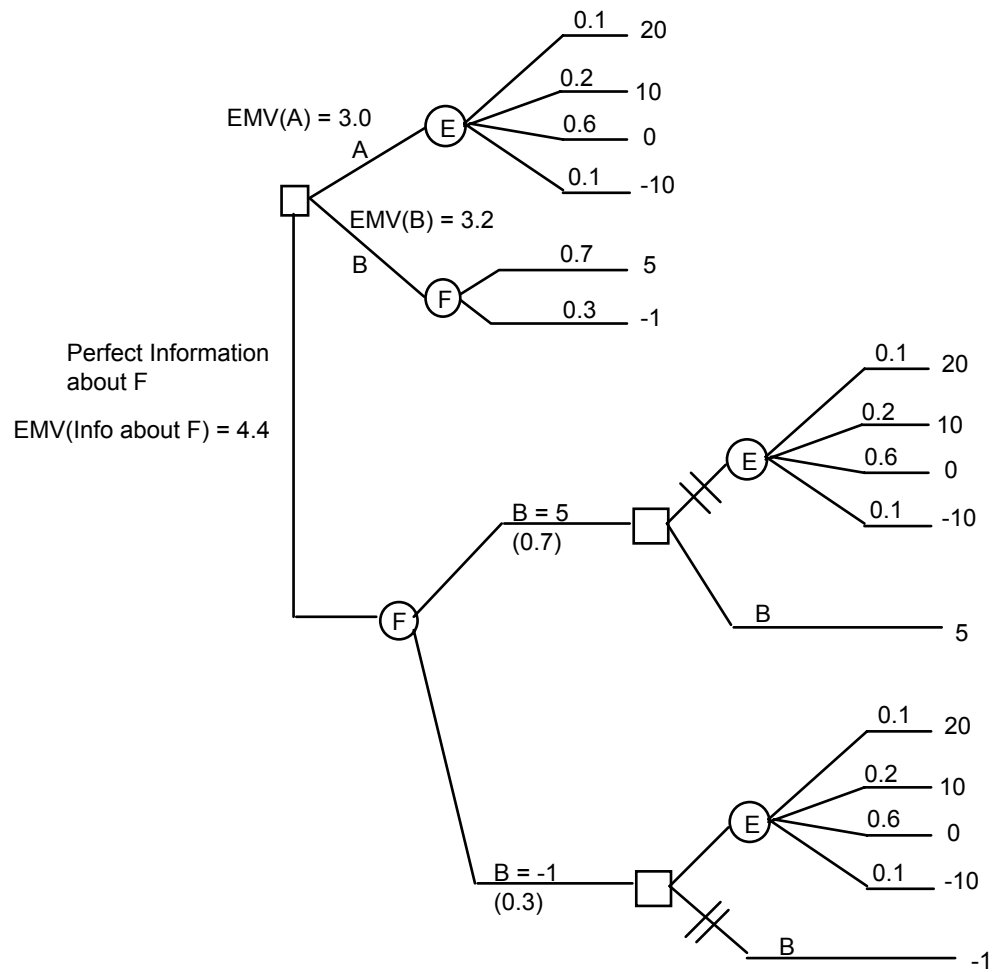 0.1 20
0.2 10
EMV(A) = 3.0
E
0.6 0
A
0.1 -10
EMV(B) = 3.2
B
0.7 5
F
0.3 -1
Perfect Information
about F
EMV(Info about F) = 4.4
0.1 20
0.2 10
E
0.6 0
0.1 -10
B = 5
(0.7)
B 5
F
0.1 20
0.2 10
E
0.6 0
0.1 -10
B = -1
(0.3)
B -1